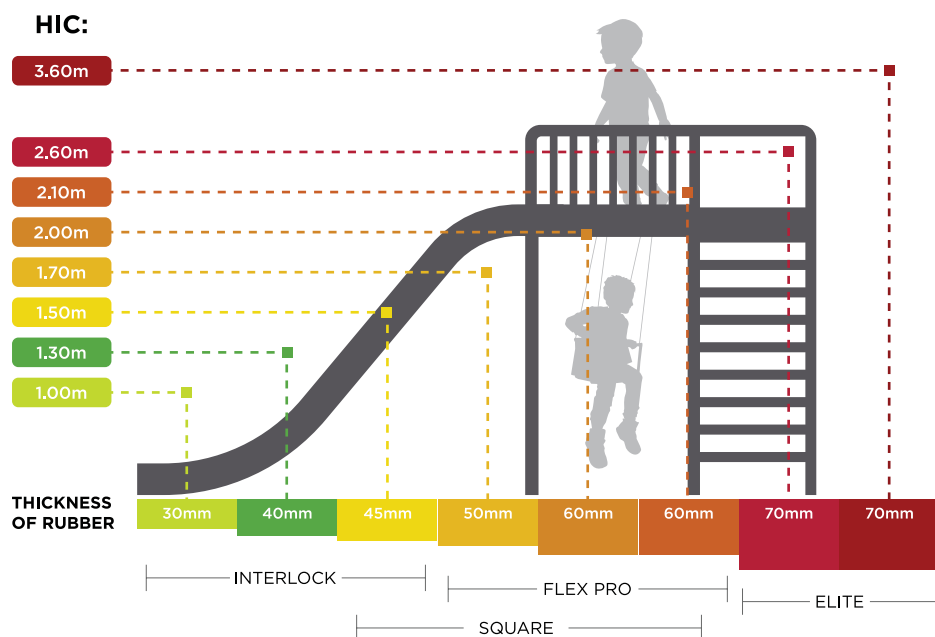 HIC:
3.60m
2.60m
2.10m
2.00m
1.70m
1.50m
1.30m
1.00m
THICKNESS
OF RUBBER
30mm
40mm
45mm
50mm
60mm
60mm
70mm
70mm
INTERLOCK
FLEX PRO
ELITE
SQUARE